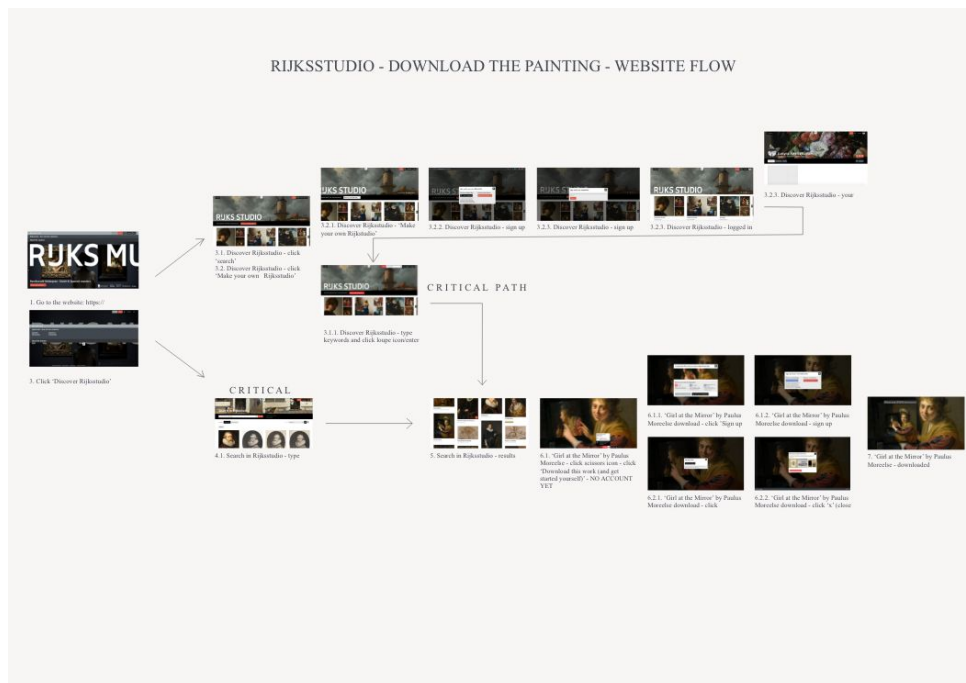 RIJKSSTUDIO - DOWNLOAD THE PAINTING - WEBSITE FLOW
3.2.3. Discover Rijksstudio - your
RIJKS STUDIO
3.2.1. Discover Rijksstudio - 'Make
your own Rijkstudio'
3.2.2. Discover Rijksstudio - sign up
RIJKS STUDIO
3.2.3. Discover Rijksstudio - sign up
RIJKS STUDIO
3.2.3. Discover Rijksstudio - logged in
RIJKS STUDIO
3.1. Discover Rijksstudio - click
'search'
3.2. Discover Rijksstudio - click
'Make your own Rijksstudio'
RIJKS MU
1. Go to the website: https://
3. Click 'Discover Rijksstudio'
RIJKS STUDIO
CRITICAL PATH
3.1.1. Discover Rijksstudio - type
keywords and click loupe icon/enter
CRITICAL
4.1. Search in Rijksstudio - type
5. Search in Rijksstudio - results
6.1. 'Girl at the Mirror' by Paulus
Moreelse - click scissors icon - click
'Download this work (and get
started yourself)' - NO ACCOUNT
YET
6.1.1. 'Girl at the Mirror' by Paulus
Moreelse download - click 'Sign up
6.1.2. 'Girl at the Mirror' by Paulus
Moreelse download - sign up
6.2.1. 'Girl at the Mirror' by Paulus
Moreelse download - click
6.2.2. 'Girl at the Mirror' by Paulus
Moreelse download - click 'x' (close
7. 'Girl at the Mirror' by Paulus
Moreelse - downloaded